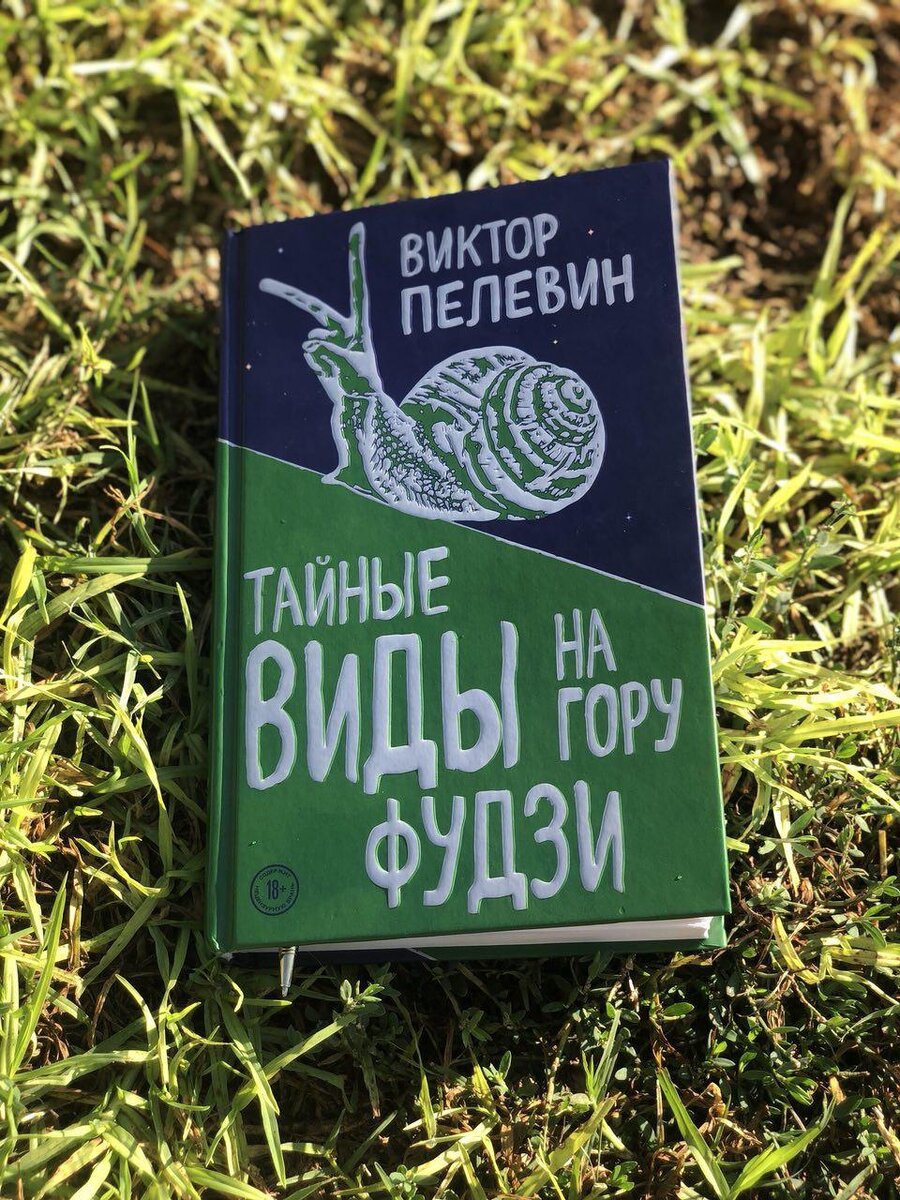 ВИКТОР
ПЕЛЕВИН
ТАЙНЫЕ
ВИДЫ
НА
ГОРУ
ФУДЗИ
18+